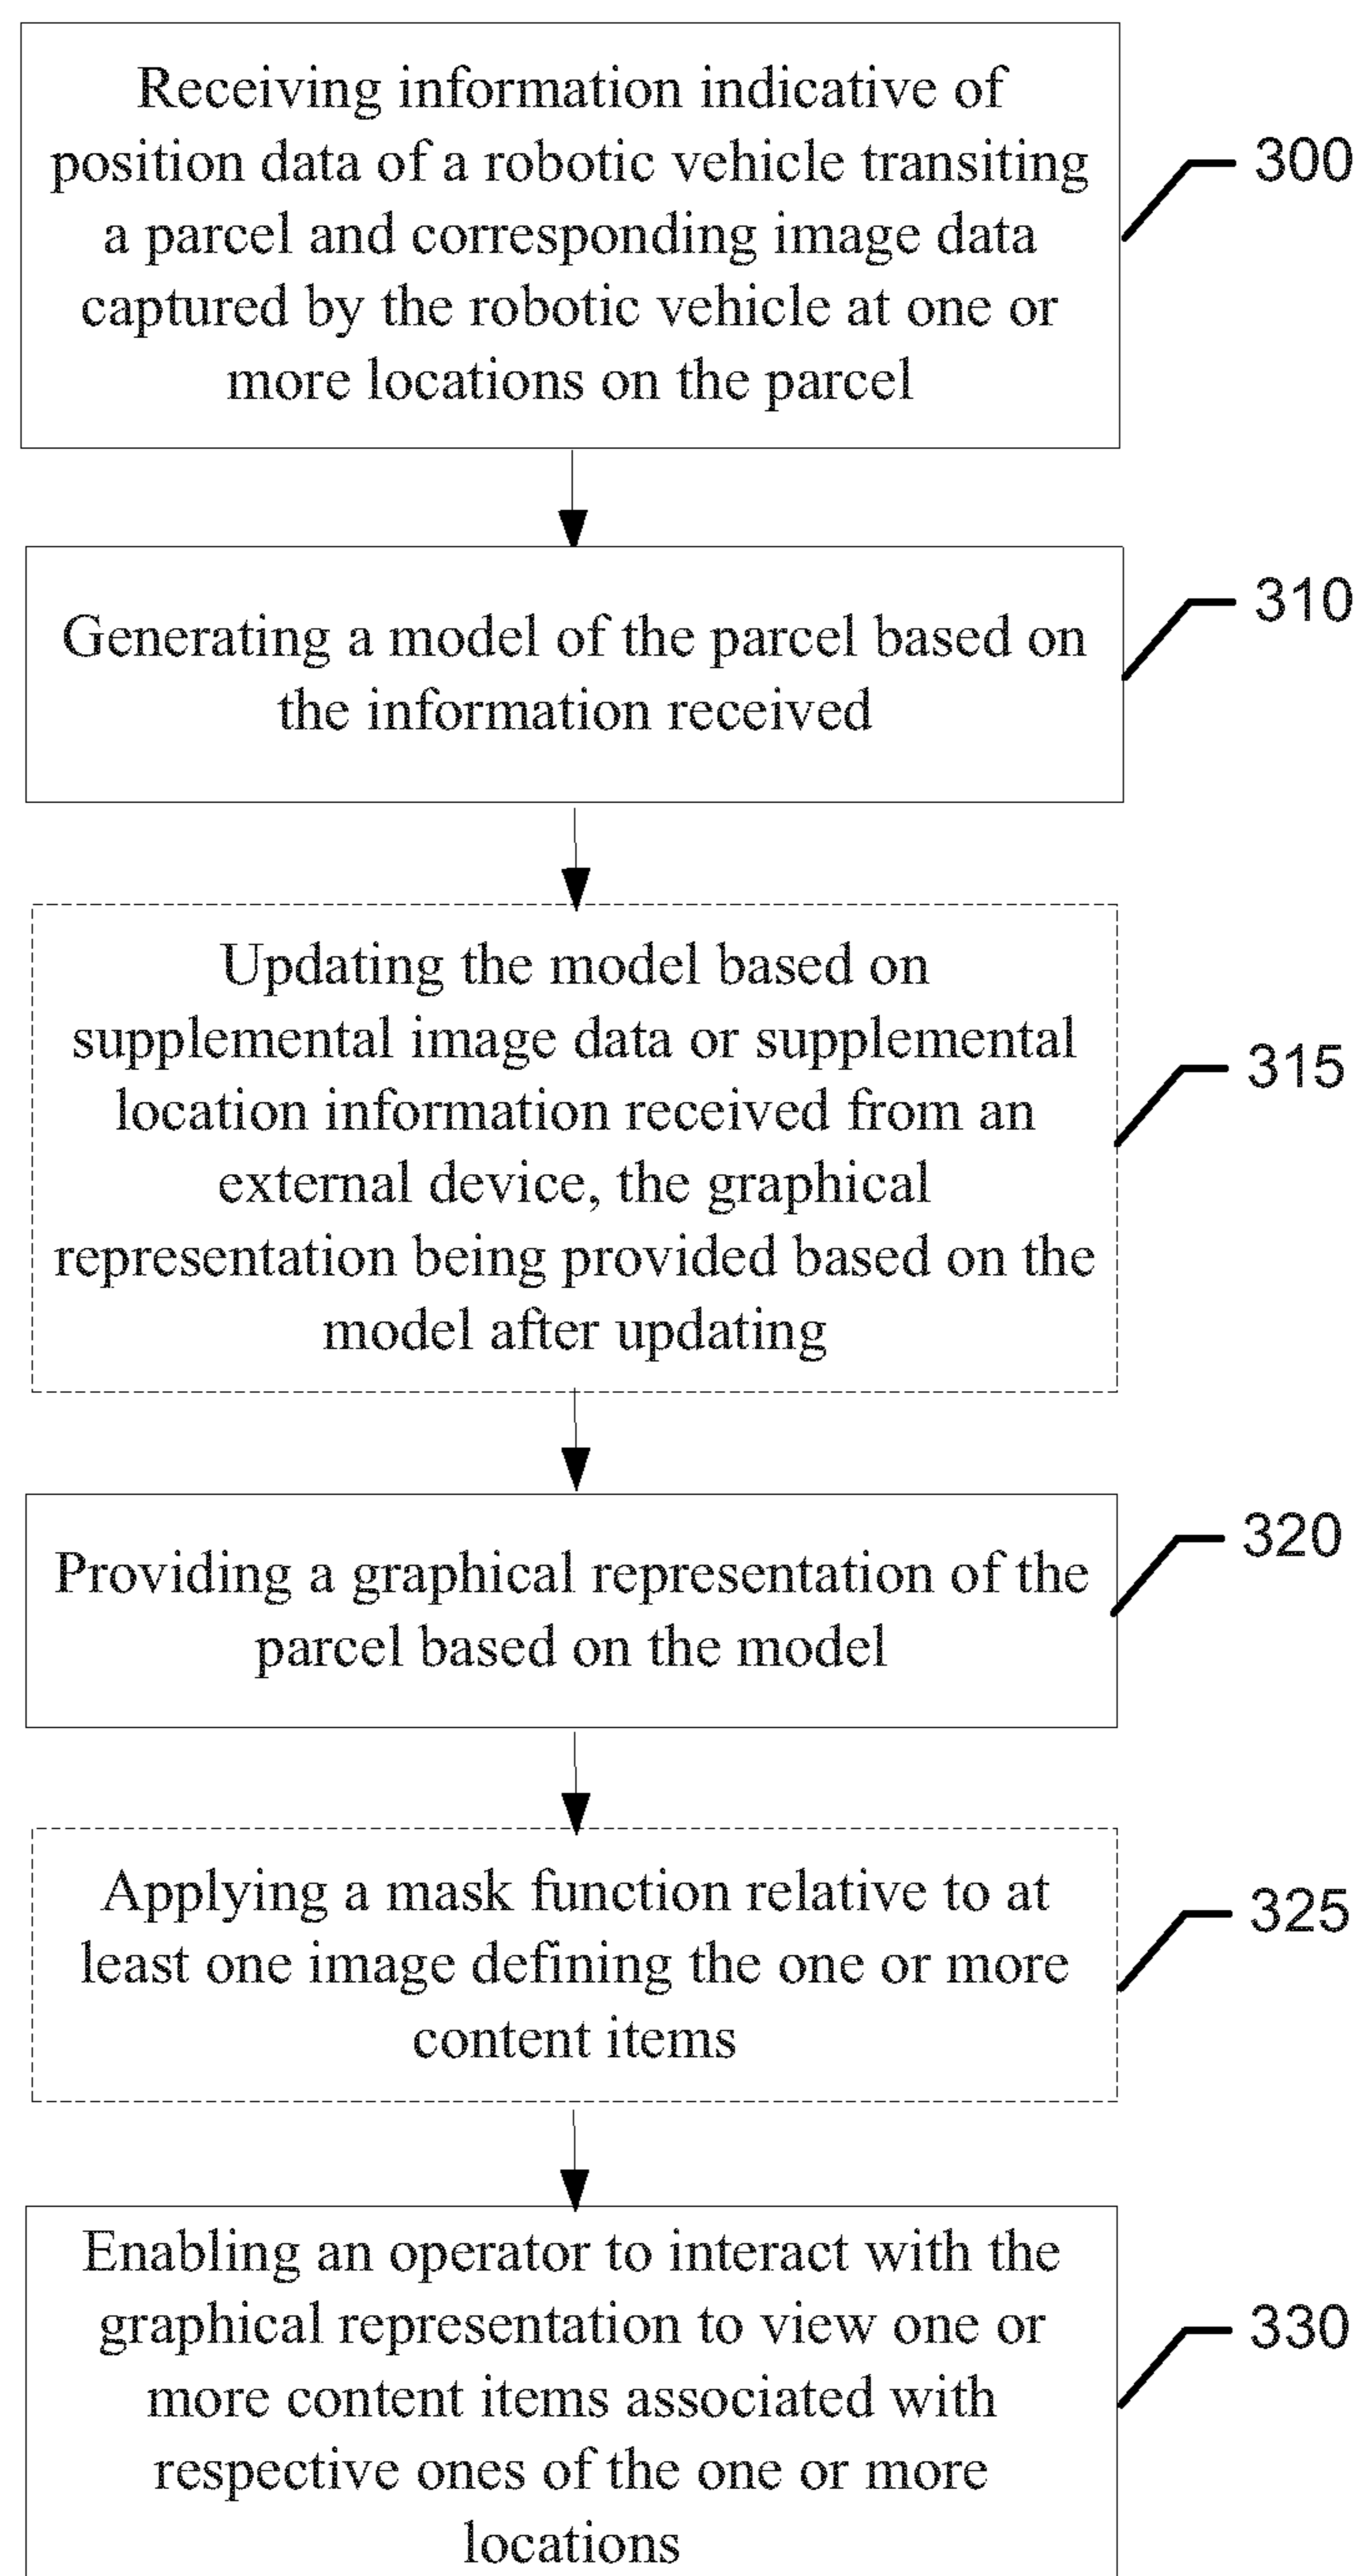 Receiving information indicative of
position data of a robotic vehicle transiting
a parcel and corresponding image data
captured by the robotic vehicle at one or
more locations on the parcel
300
Generating a model of the parcel based on
the information received
310
Updating the model based on
supplemental image data or supplemental
location information received from an
external device, the graphical
representation being provided based on the
model after updating
315
Providing a graphical representation of the
parcel based on the model
320
Applying a mask function relative to at
least one image defining the one or more
content items
325
Enabling an operator to interact with the
graphical representation to view one or
more content items associated with
respective ones of the one or more
locations
330